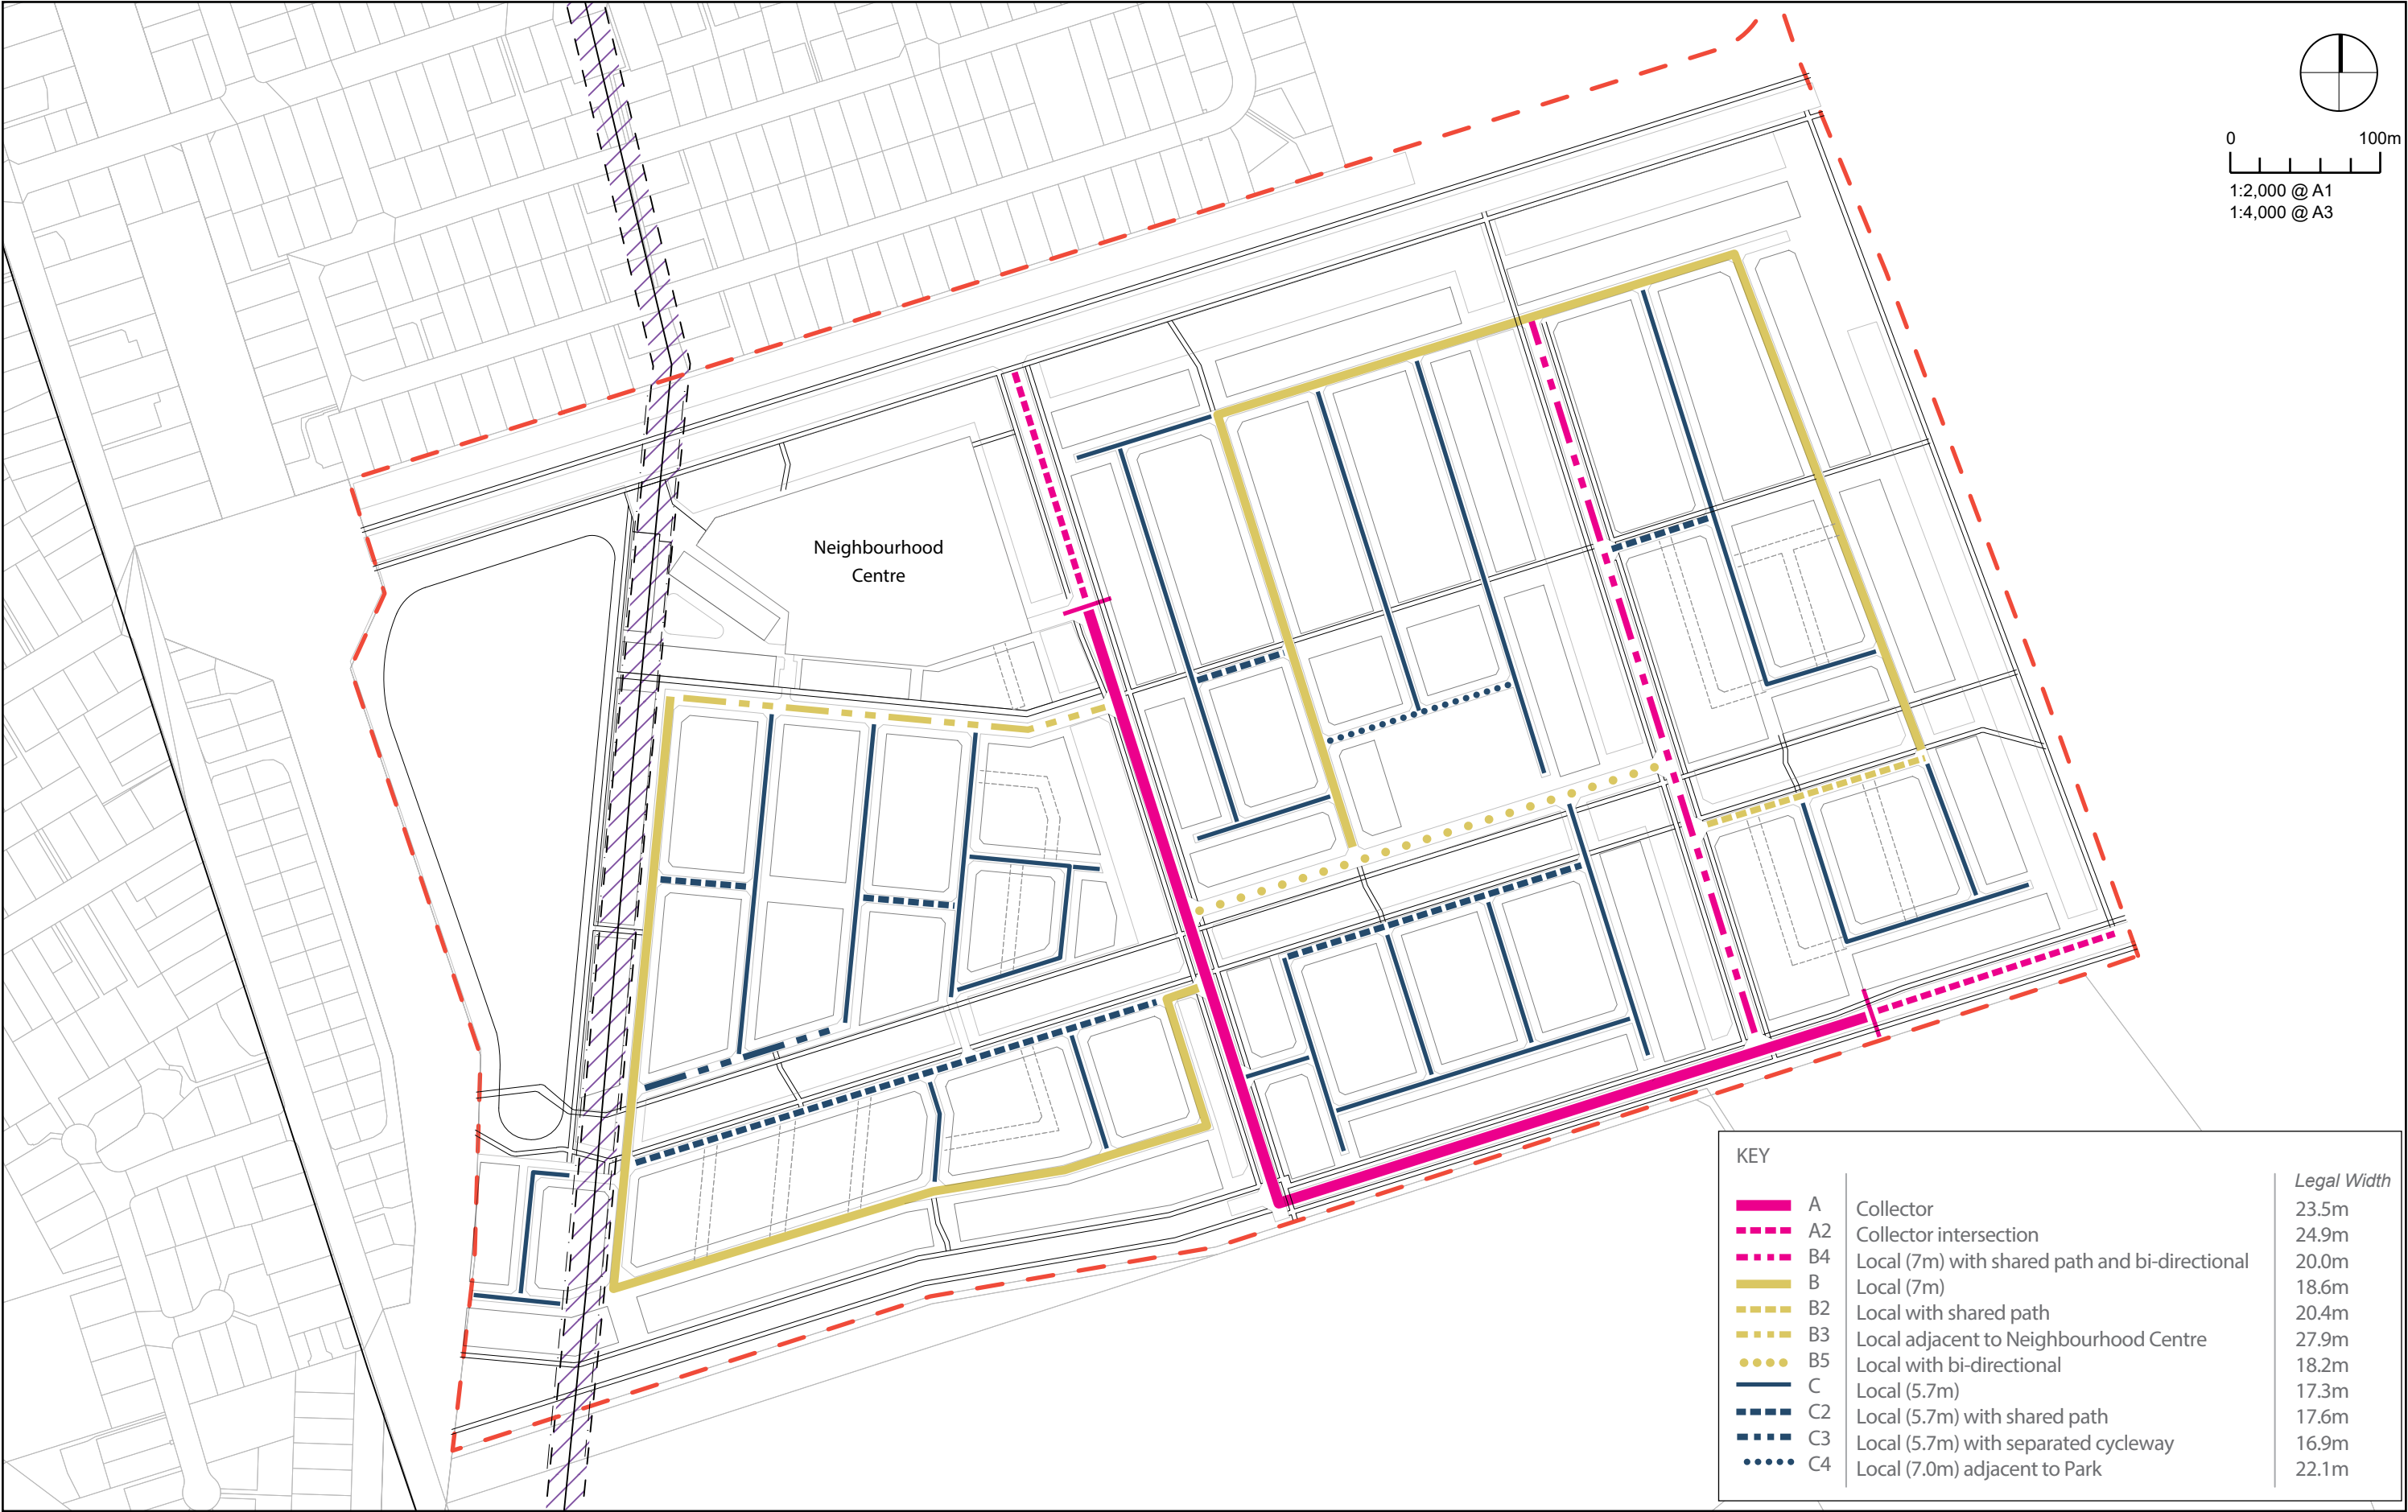 0 100m
1:2,000 @ A1
1:4,000 @ A3
Neighbourhood
Centre
KEY
Legal Width
A Collector 23.5m
A2 Collector intersection 24.9m
B4 Local (7m) with shared path and bi-directional 20.0m
B Local (7m) 18.6m
B2 Local with shared path 20.4m
B3 Local adjacent to Neighbourhood Centre 27.9m
B5 Local with bi-directional 18.2m
C Local (5.7m) 17.3m
C2 Local (5.7m) with shared path 17.6m
C3 Local (5.7m) with separated cycleway 16.9m
C4 Local (7.0m) adjacent to Park 22.1m